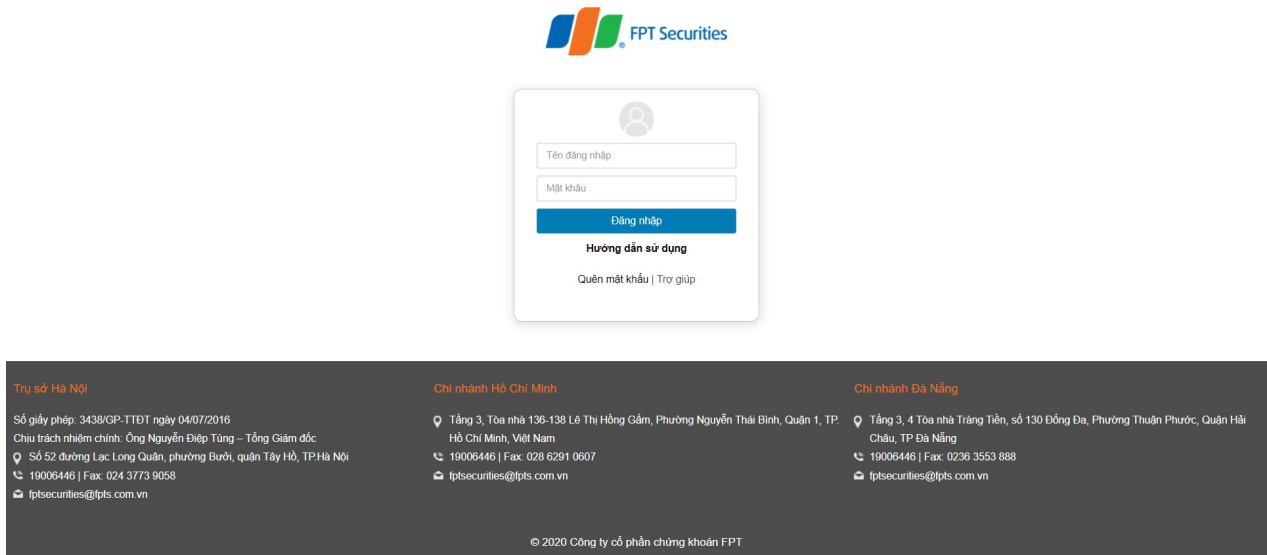 FPT Securities
Tên đăng nhập
Mật khẩu
Đăng nhập
Hướng dẫn sử dụng
Quên mật khẩu | Trợ giúp
Trụ sở Hà Nội
Số giấy phép: 3438/GP-TTĐT ngày 04/07/2016
Chịu trách nhiệm chính: Ông Nguyễn Điệp Tùng – Tổng Giám đốc
Số 52 đường Lạc Long Quân, phường Bưởi, quận Tây Hồ, TP.Hà Nội
19006446 | Fax: 024 3773 9058
fptsecurities@fpts.com.vn
Chi nhánh Hồ Chí Minh
Tầng 3, Tòa nhà 136-138 Lê Thị Hồng Gấm, Phường Nguyễn Thái Bình, Quận 1, TP.
Hồ Chí Minh, Việt Nam
19006446 | Fax: 028 6291 0607
fptsecurities@fpts.com.vn
Chi nhánh Đà Nẵng
Tầng 3, 4 Tòa nhà Tràng Tiền, số 130 Đống Đa, Phường Thuận Phước, Quận Hải
Châu, TP Đà Nẵng
19006446 | Fax: 0236 3553 888
fptsecurities@fpts.com.vn
© 2020 Công ty cổ phần chứng khoán FPT